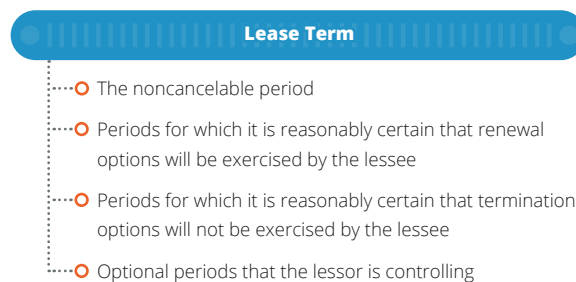 Lease Term
The noncancelable period
Periods for which it is reasonably certain that renewal
options will be exercised by the lessee
Periods for which it is reasonably certain that termination
options will not be exercised by the lessee
Optional periods that the lessor is controlling